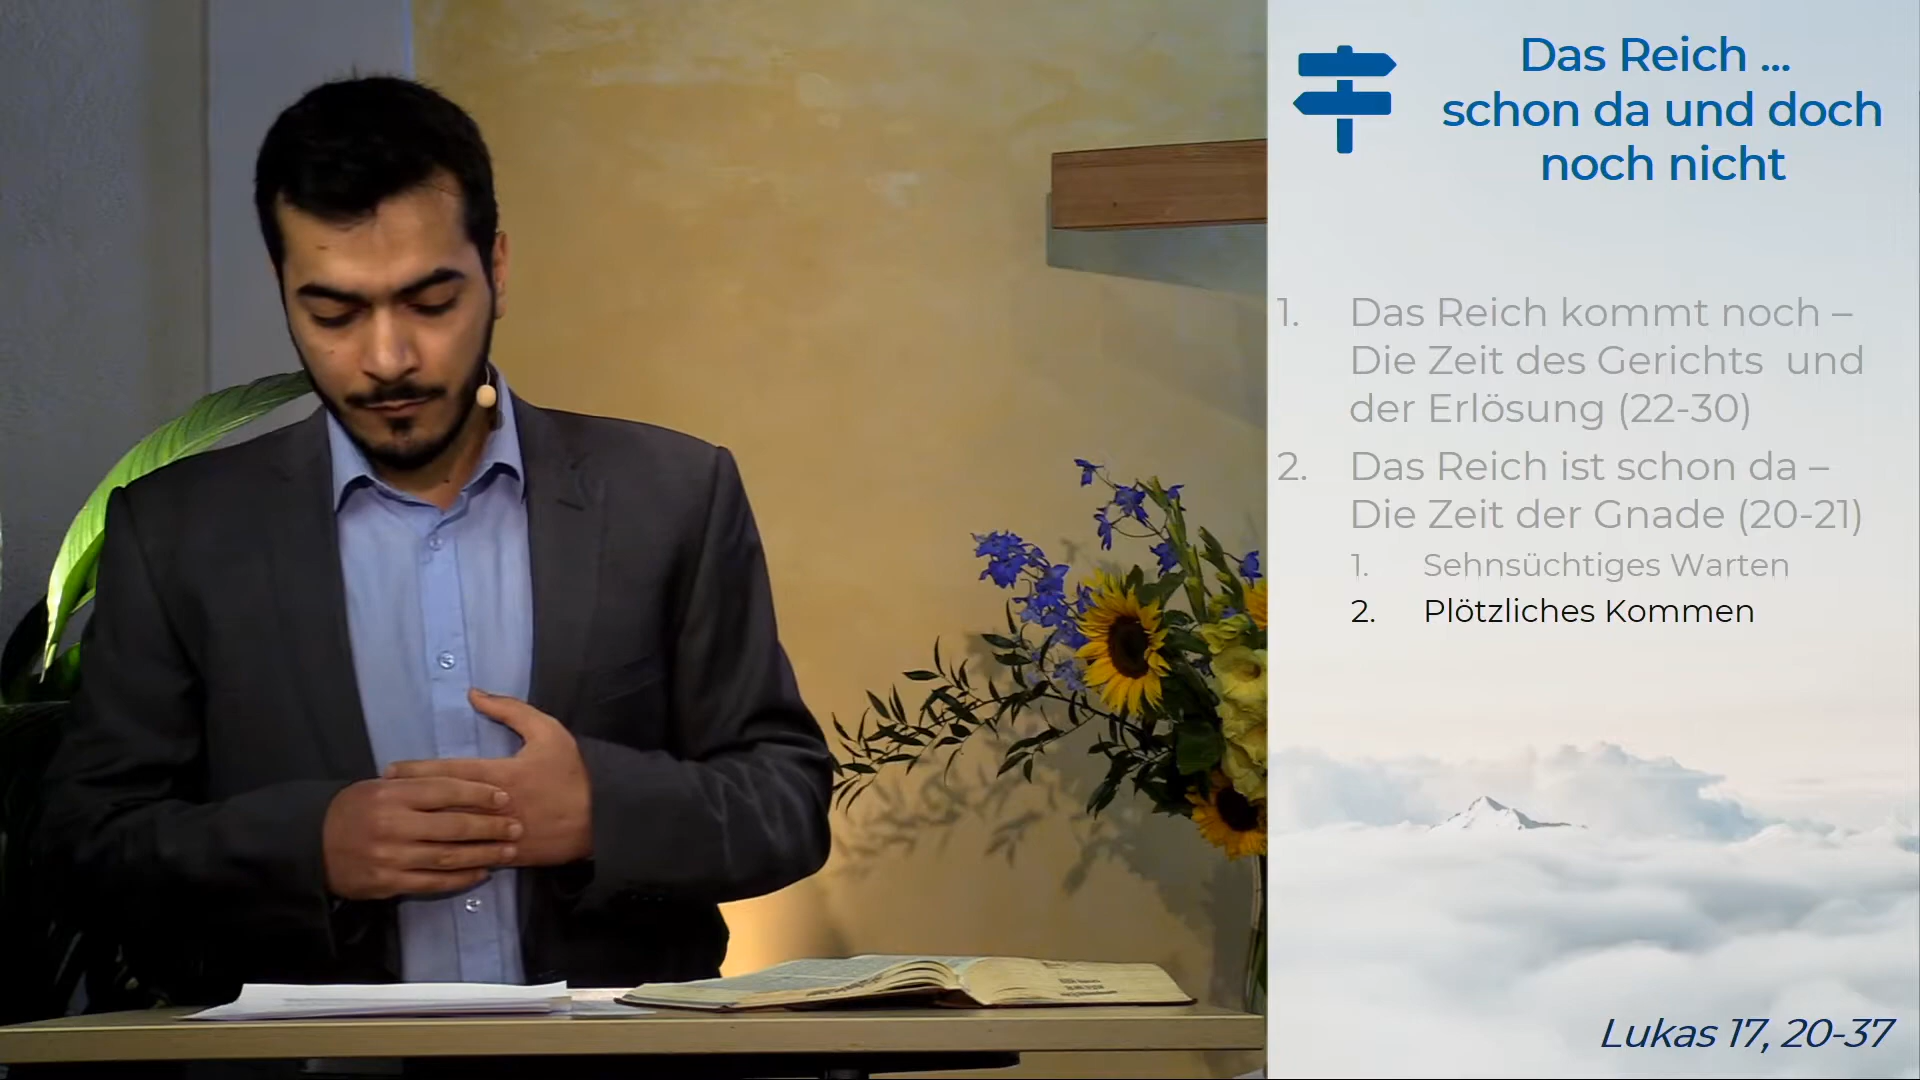 Das Reich ...
schon da und doch
noch nicht
1. Das Reich kommt noch –
Die Zeit des Gerichts und
der Erlösung (22-30)
2. Das Reich ist schon da –
Die Zeit der Gnade (20-21)
1. Sehnsüchtiges Warten
2. Plötzliches Kommen
Lukas 17, 20-37